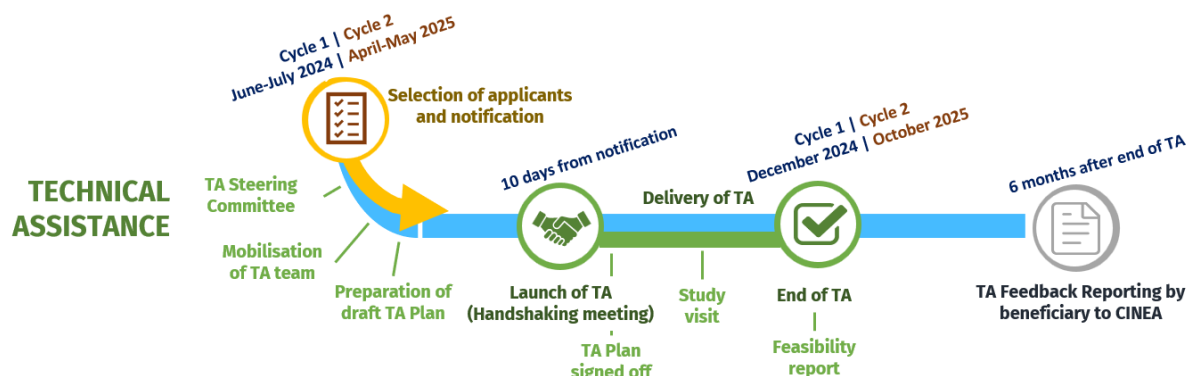 Cycle 1 | Cycle 2
June-July 2024 | April-May 2025
Selection of applicants
and notification
TECHNICAL
ASSISTANCE
TA Steering
Committee
Mobilisation
of TA team
Preparation of
draft TA Plan
10 days from notification
Launch of TA
(Handshaking meeting)
TA Plan
signed off
Delivery of TA
Study
visit
Cycle 1 | Cycle 2
December 2024 | October 2025
End of TA
Feasibility
report
6 months after end of TA
TA Feedback Reporting by
beneficiary to CINEA